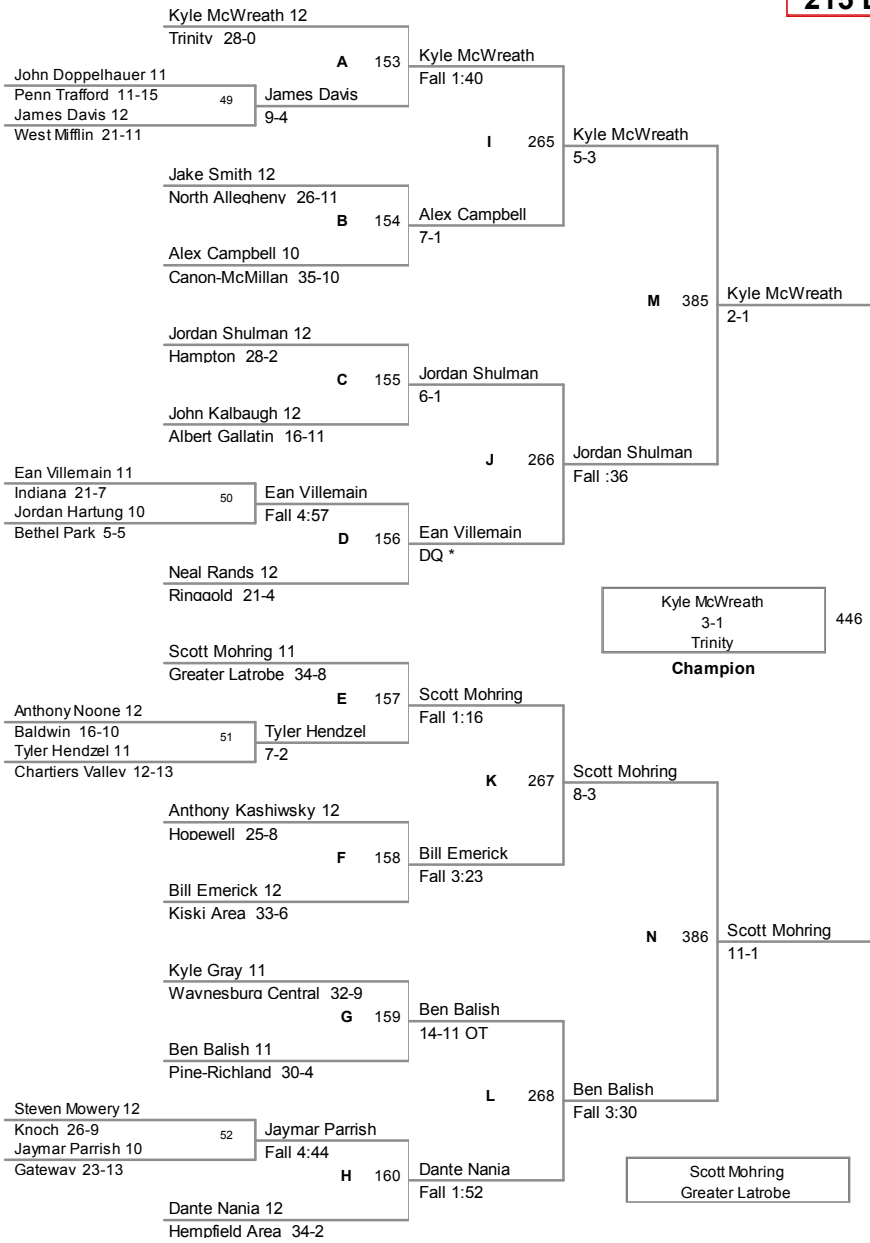 215 L
Kyle McWreath 12
Trinity 28-0
A 153
Kyle McWreath
Fall 1:40
John Doppelhauer 11
Penn Trafford 11-15
49
James Davis 12
West Mifflin 21-11
James Davis
9-4
I 265
Kyle McWreath
5-3
Jake Smith 12
North Allegheny 26-11
B 154
Alex Campbell
7-1
Alex Campbell 10
Canon-McMillan 35-10
M 385
Kyle McWreath
2-1
Jordan Shulman 12
Hampton 28-2
C 155
Jordan Shulman
6-1
John Kalbaugh 12
Albert Gallatin 16-11
J 266
Jordan Shulman
Fall :36
Ean Villemain 11
Indiana 21-7
50
Jordan Hartung 10
Bethel Park 5-5
Ean Villemain
Fall 4:57
D 156
Ean Villemain
DQ *
Neal Rands 12
Ringgold 21-4
Kyle McWreath
3-1
Trinity
446
Champion
Scott Mohring 11
Greater Latrobe 34-8
E 157
Scott Mohring
Fall 1:16
Anthony Noone 12
Baldwin 16-10
51
Tyler Hendzel 11
Chartiers Valley 12-13
Tyler Hendzel
7-2
K 267
Scott Mohring
8-3
Anthony Kashiwsky 12
Hopewell 25-8
F 158
Bill Emerick
Fall 3:23
Bill Emerick 12
Kiski Area 33-6
N 386
Scott Mohring
11-1
Kyle Gray 11
Waynesburg Central 32-9
G 159
Ben Balish
14-11 OT
Ben Balish 11
Pine-Richland 30-4
L 268
Ben Balish
Fall 3:30
Steven Mowery 12
Knoch 26-9
52
Jaymar Parrish 10
Gateway 23-13
Jaymar Parrish
Fall 4:44
H 160
Dante Nania
Fall 1:52
Dante Nania 12
Hempfield Area 34-2
Scott Mohring
Greater Latrobe